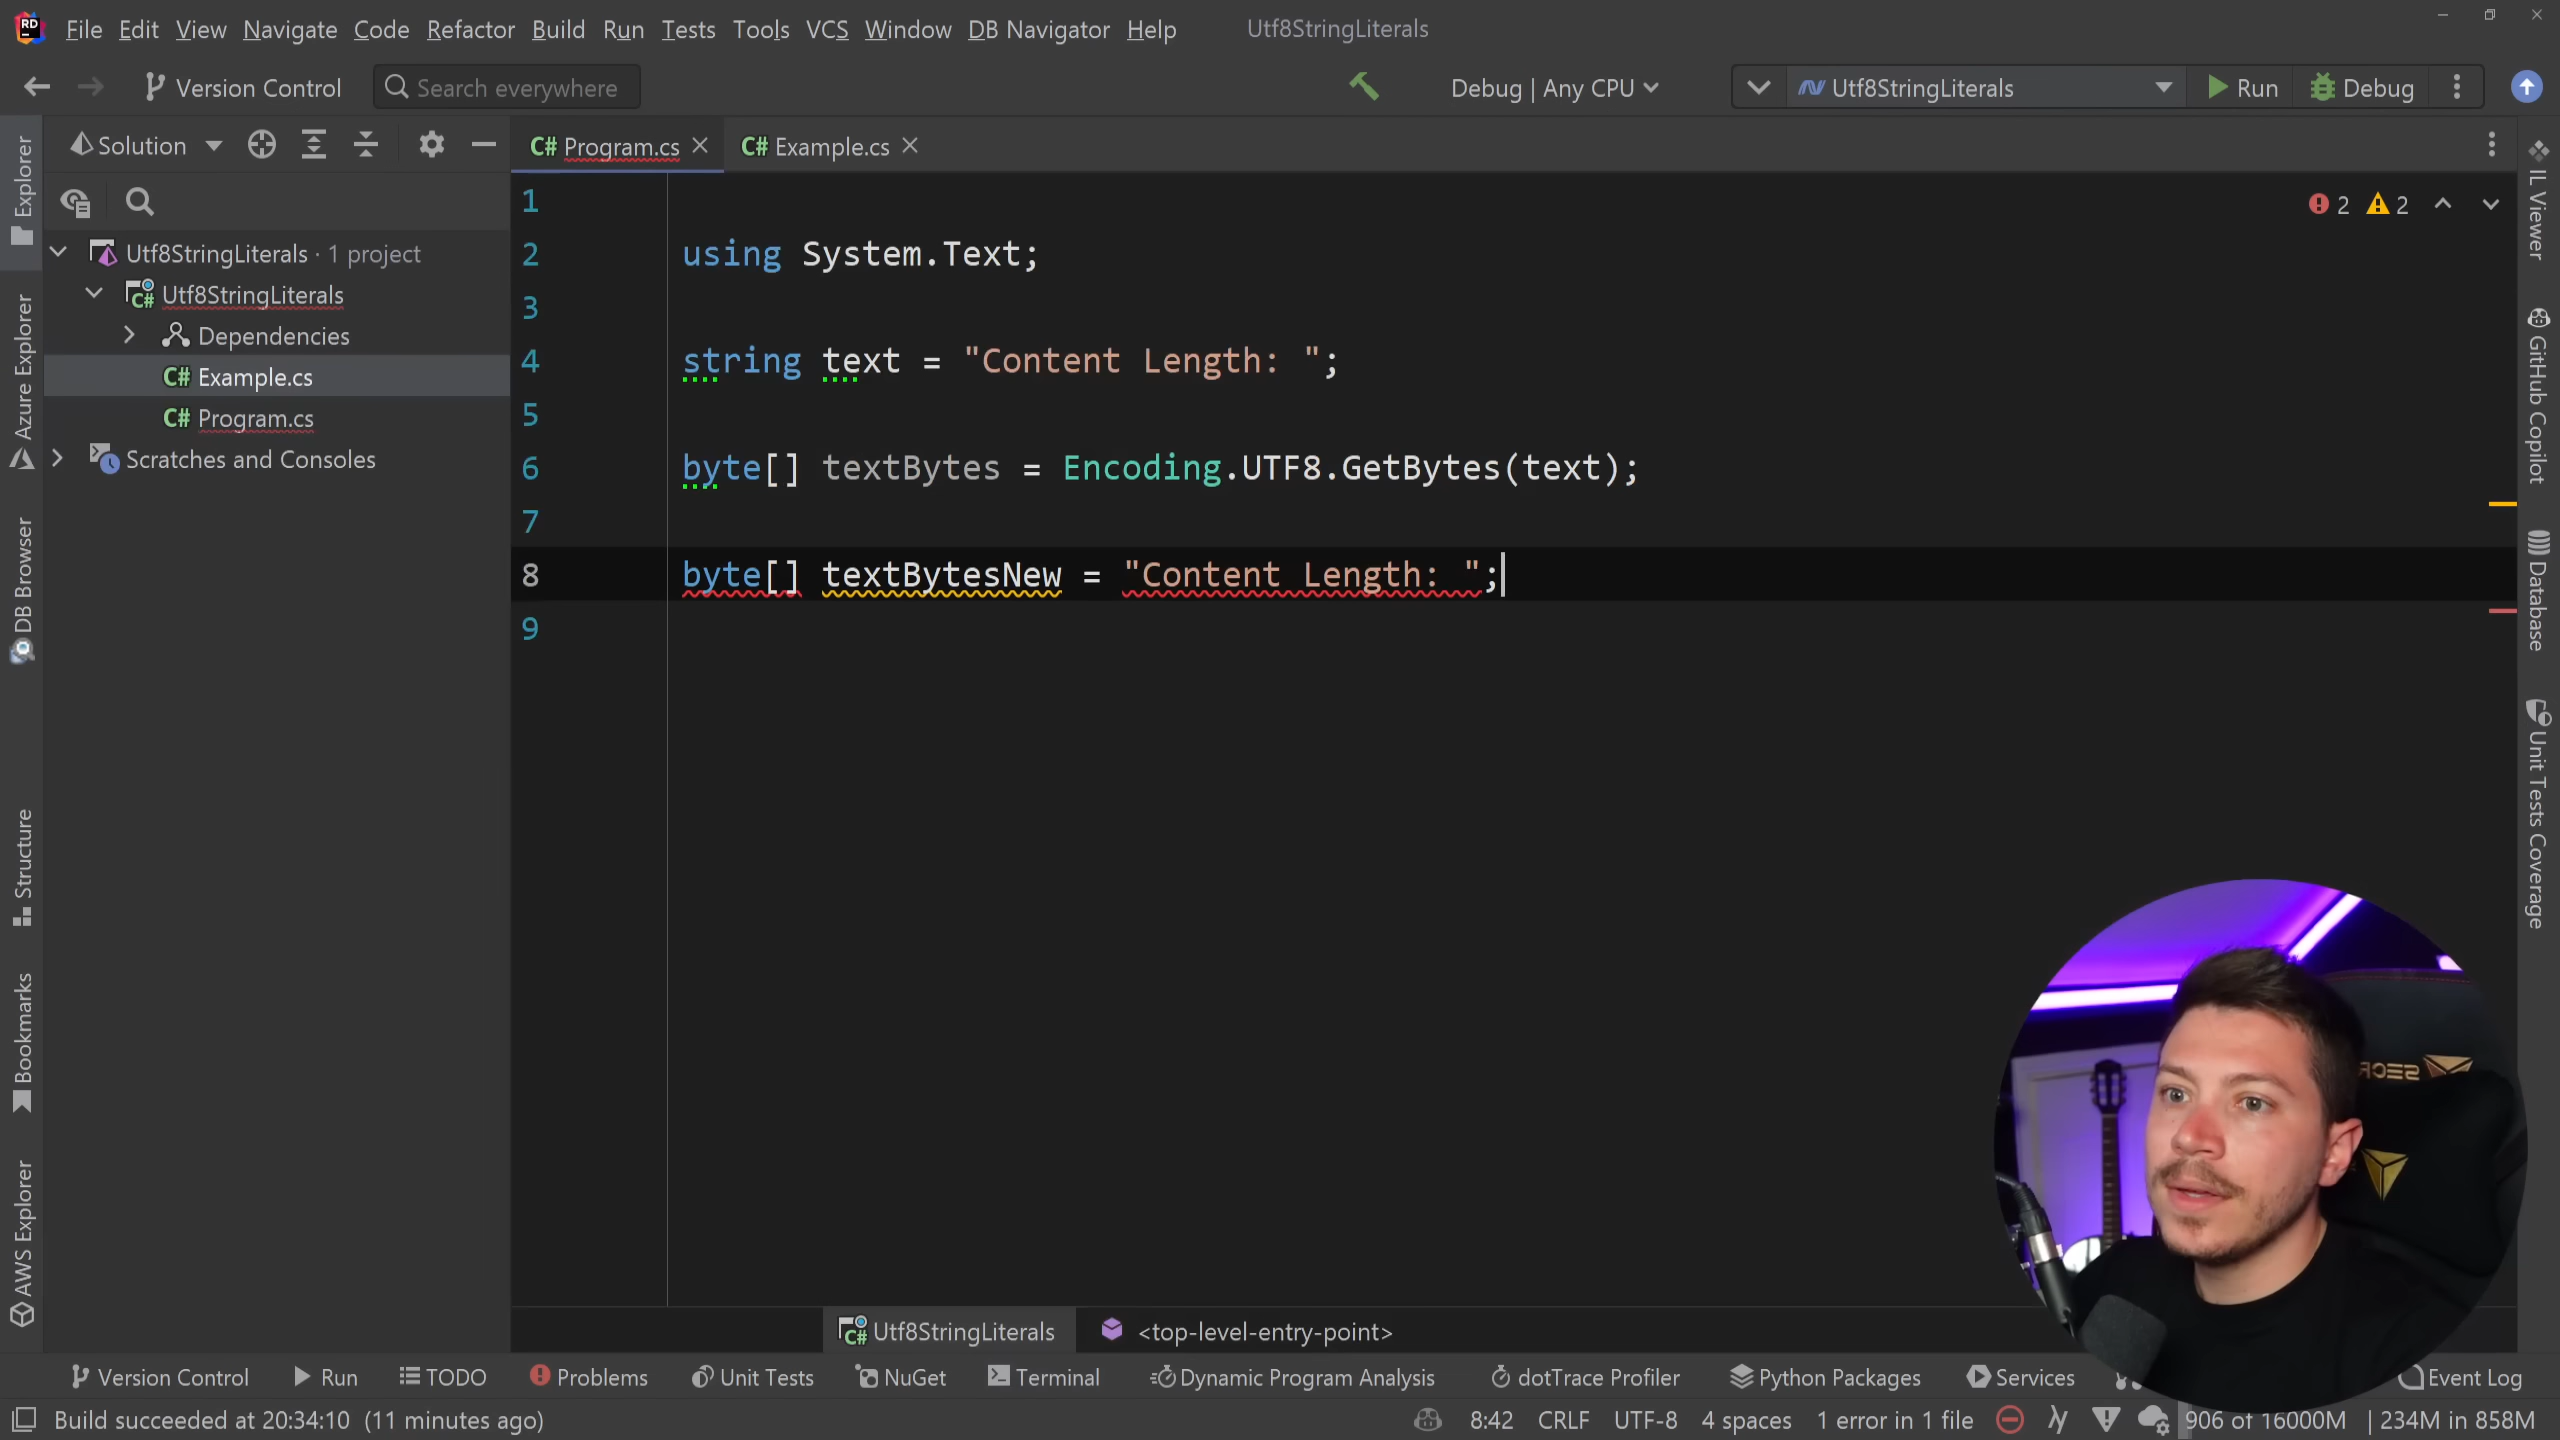 File Edit View Navigate Code Refactor Build Run Tests Tools VCS Window DB Navigator Help Utf8StringLiterals
Version Control Search everywhere Debug | Any CPU Utf8StringLiterals Run Debug
Solution
C# Program.cs C# Example.cs
Utf8StringLiterals · 1 project
C# Utf8StringLiterals
Dependencies
C# Example.cs
C# Program.cs
Scratches and Consoles
Explorer
Azure Explorer
DB Browser
Structure
Bookmarks
AWS Explorer
1
2 using System.Text;
3
4 string text = "Content Length: ";
5
6 byte[] textBytes = Encoding.UTF8.GetBytes(text);
7
8 byte[] textBytesNew = "Content Length: ";
9
2 2
IL Viewer
GitHub Copilot
Database
Unit Tests Coverage
C# Utf8StringLiterals <top-level-entry-point>
Version Control Run TODO Problems Unit Tests NuGet Terminal Dynamic Program Analysis dotTrace Profiler Python Packages Services Event Log
Build succeeded at 20:34:10 (11 minutes ago) 8:42 CRLF UTF-8 4 spaces 1 error in 1 file 906 of 16000M | 234M in 858M